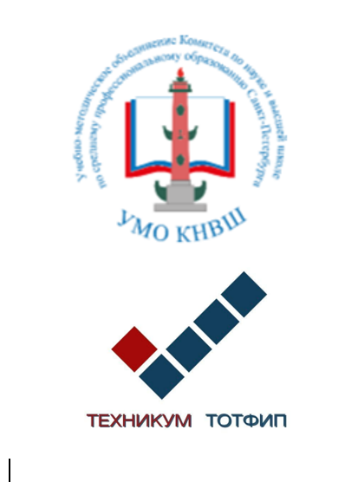 Учебно-методическое объединение Комитета по науке и высшей школе
по среднему профессиональному образованию Санкт-Петербурга
УМО КНВШ
ТЕХНИКУМ ТОТФИП